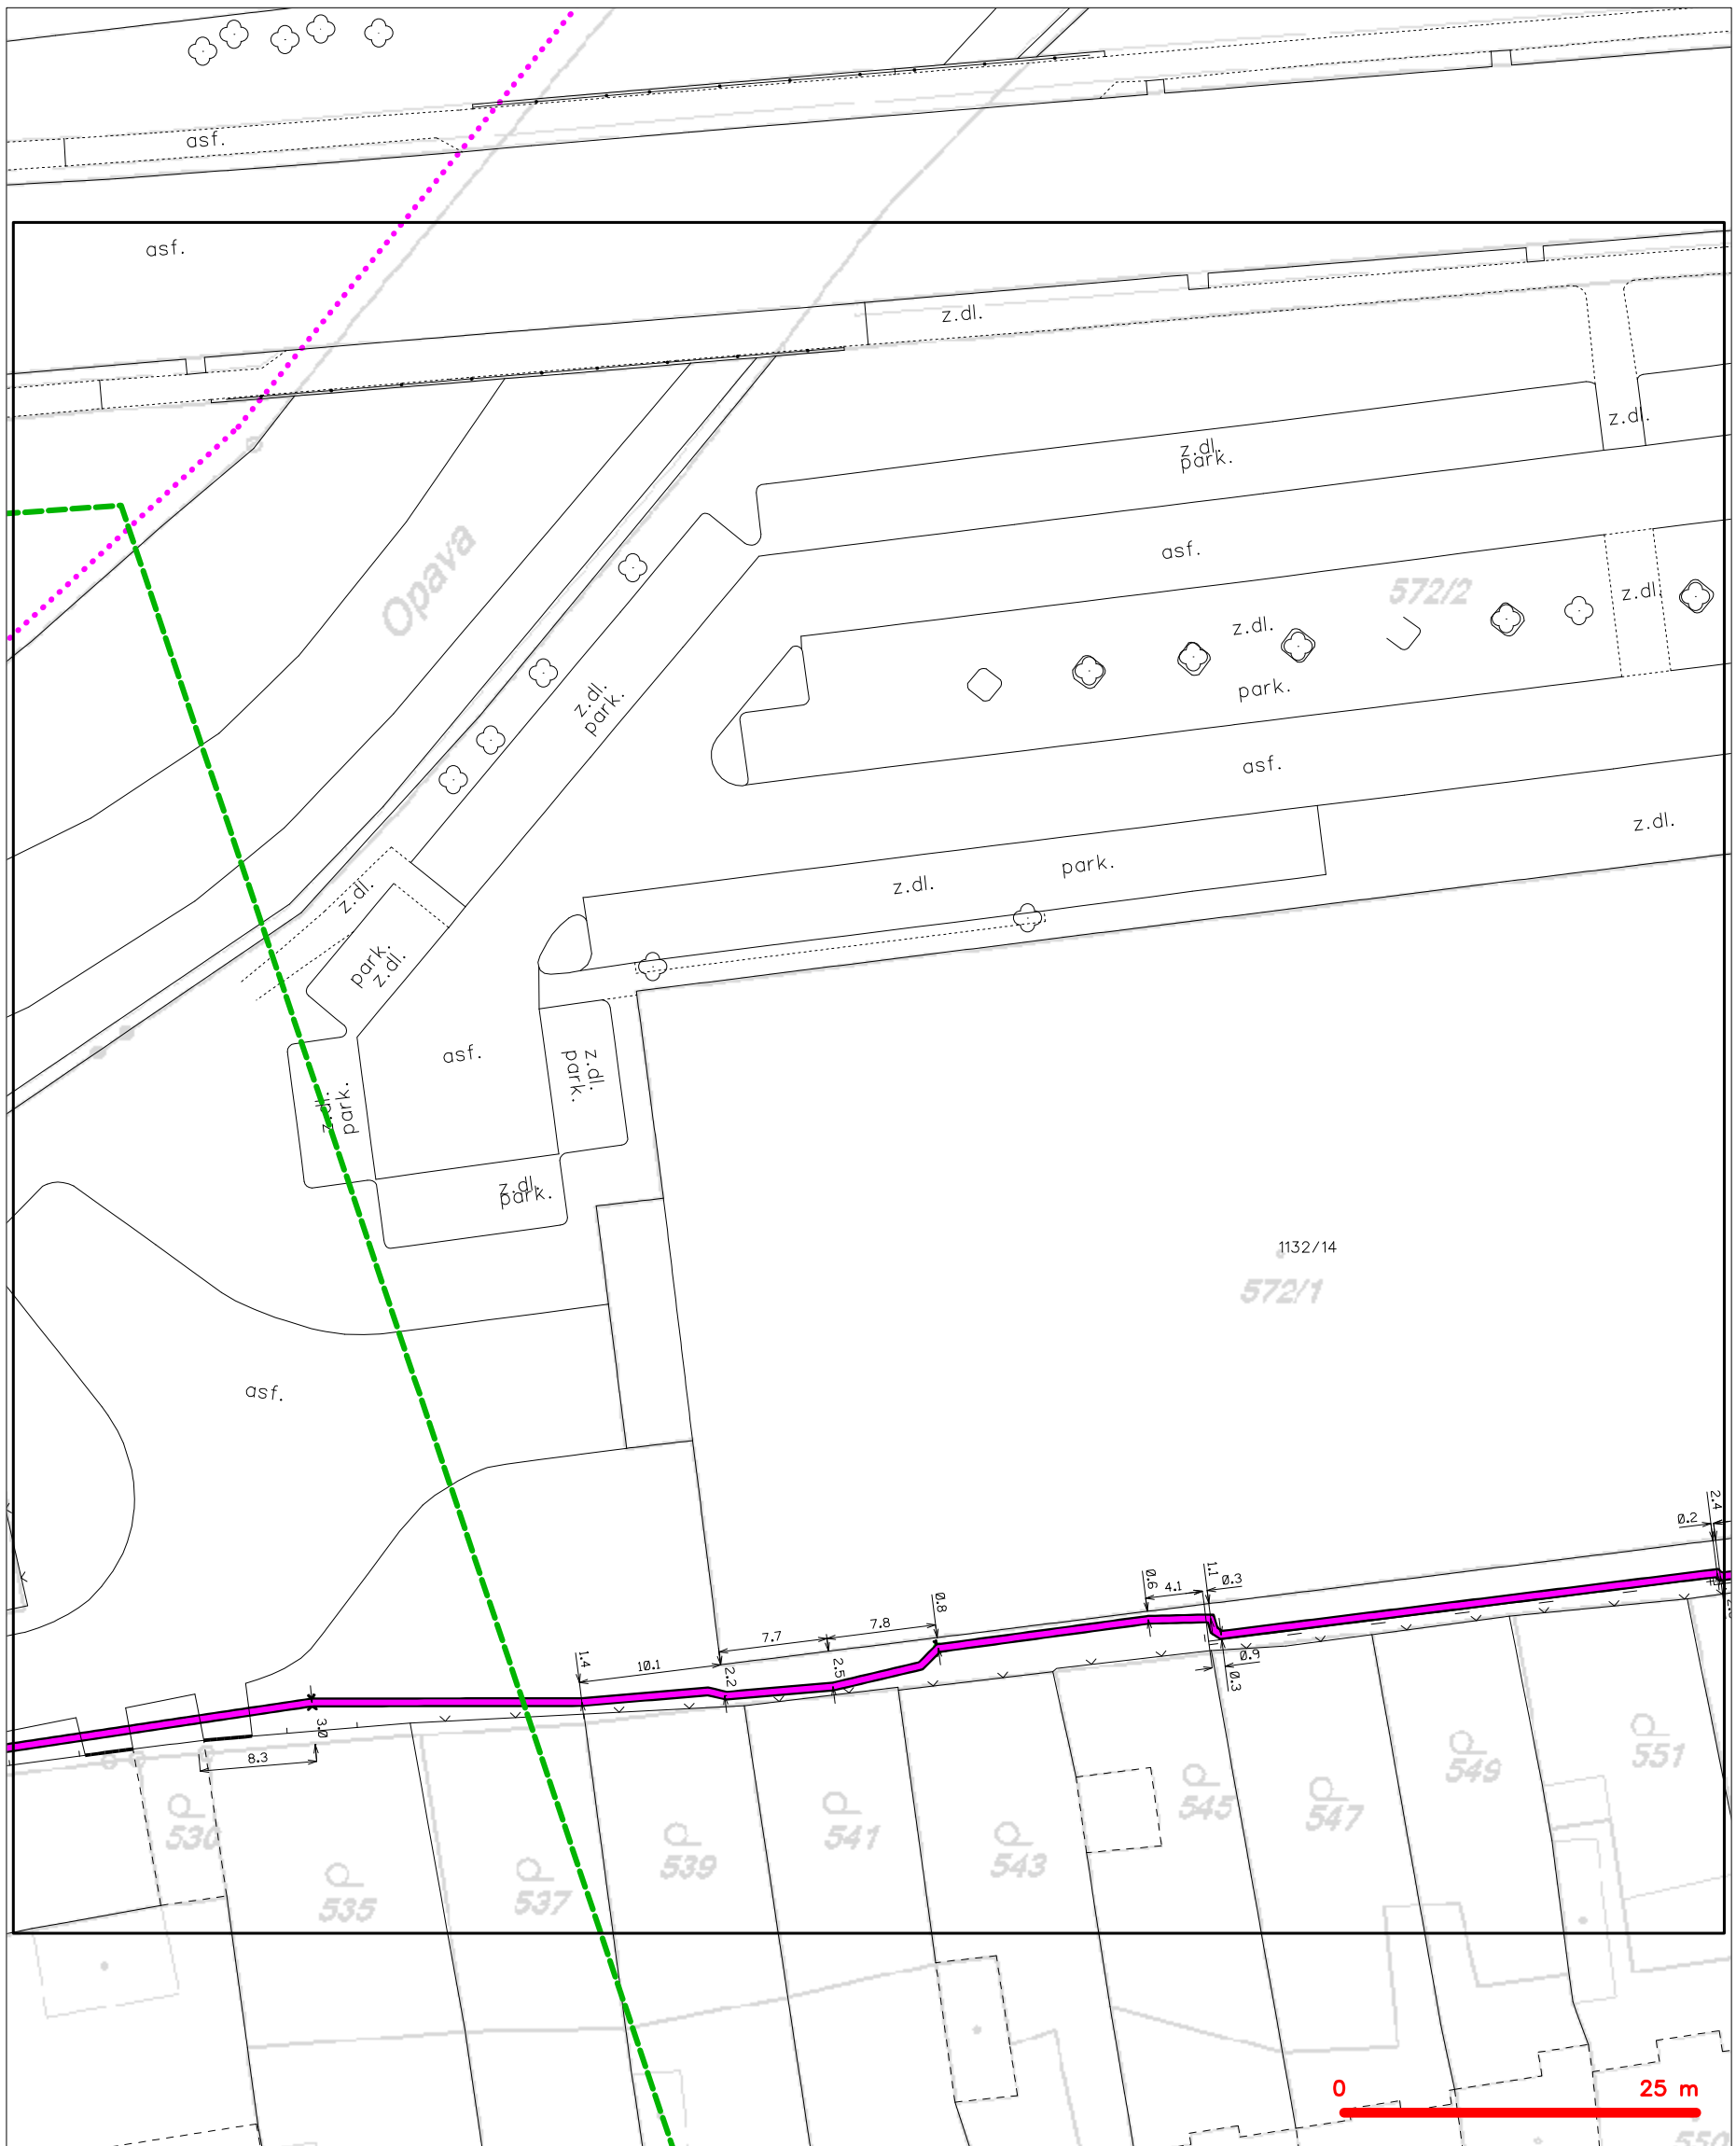 asf.
asf.
z.dl.
z.dl.
z.dl.
park.
Opava
asf.
572/2
z.dl.
z.dl.
park.
z.dl.
park.
asf.
z.dl.
park.
z.dl.
z.dl.
park.
z.dl.
asf.
z.dl.
park.
z.dl.
park.
z.dl.
park.
1132/14
572/1
asf.
2.4
0.2
1.1
0.3
0.6
4.1
0.8
7.8
7.7
1.4
10.1
2.2
2.5
0.9
0.3
3.0
8.3
530
535
537
539
541
543
545
547
549
551
0
25 m